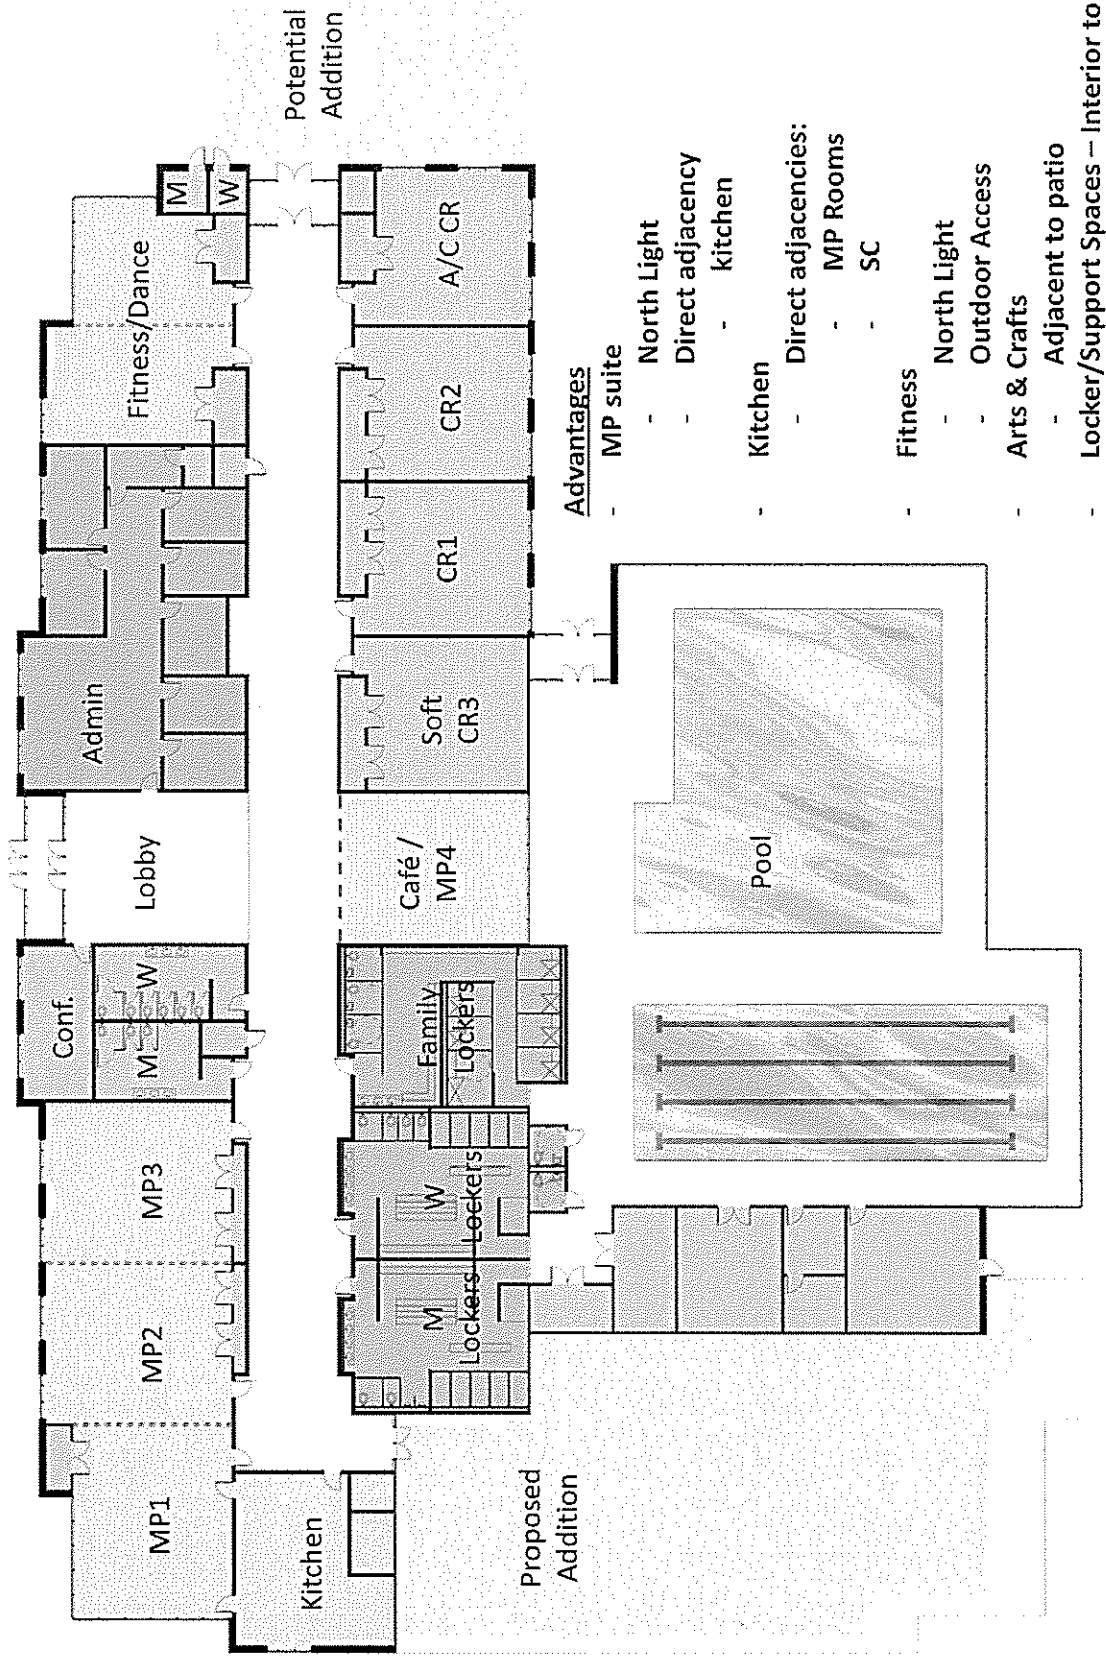 MP1
MP2
MP3
Conf.
M
W
Lobby
Admin
Fitness/Dance
M
W
Potential
Addition
Kitchen
M
Lockers
W
Lockers
Family
Lockers
Café /
MP4
Soft
CR3
CR1
CR2
A/C CR
Proposed
Addition
Pool
Advantages
- MP suite
- North Light
- Direct adjacency
- kitchen
- Kitchen
- Direct adjacencies:
- MP Rooms
- SC
- Fitness
- North Light
- Outdoor Access
- Arts & Crafts
- Adjacent to patio
- Locker/Support Spaces – Interior to